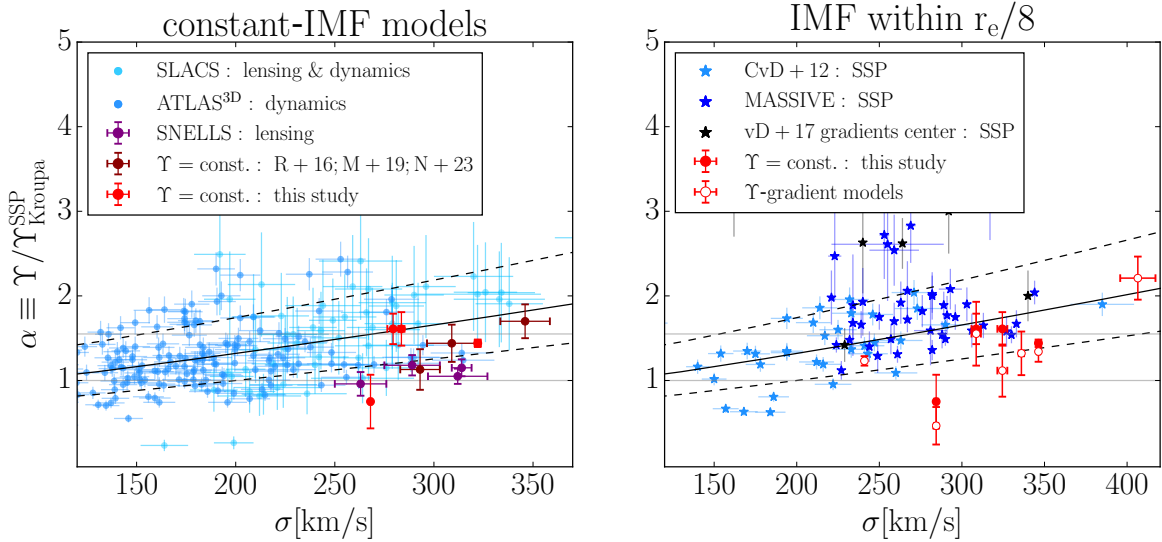 constant-IMF models
SLACS : lensing & dynamics
ATLAS³ᴰ : dynamics
SNELLS : lensing
ϒ = const. : R + 16; M + 19; N + 23
ϒ = const. : this study
α ≡ ϒ/ϒ^SSP_Kroupa
5
4
3
2
1
150
200
250
300
350
σ[km/s]
IMF within r_e/8
CvD + 12 : SSP
MASSIVE : SSP
vD + 17 gradients center : SSP
ϒ = const. : this study
ϒ-gradient models
5
4
3
2
1
150
200
250
300
350
400
σ[km/s]